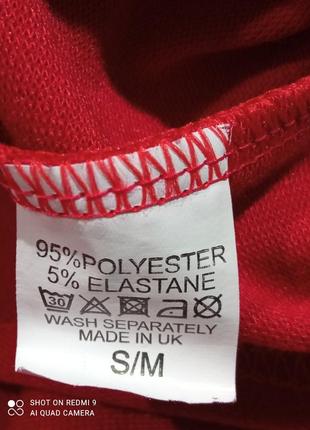 95% POLYESTER
5% ELASTANE
30
WASH SEPARATELY
MADE IN UK
S/M
SHOT ON REDMI 9
AI QUAD CAMERA